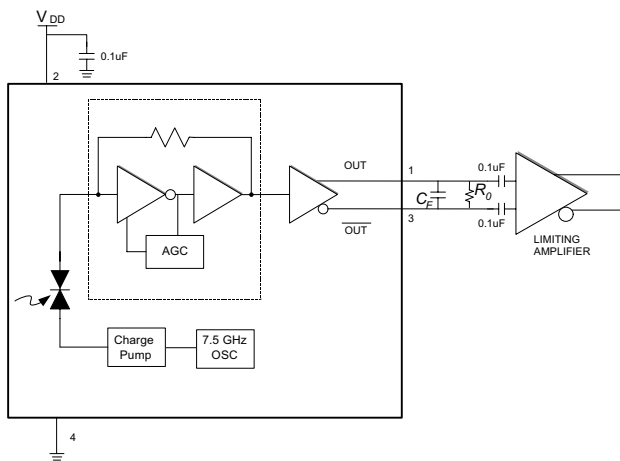 V DD
0.1uF
2
OUT
1
0.1uF
AGC
CF
R0
OUT
3
0.1uF
LIMITING
AMPLIFIER
Charge
Pump
7.5 GHz
OSC
4